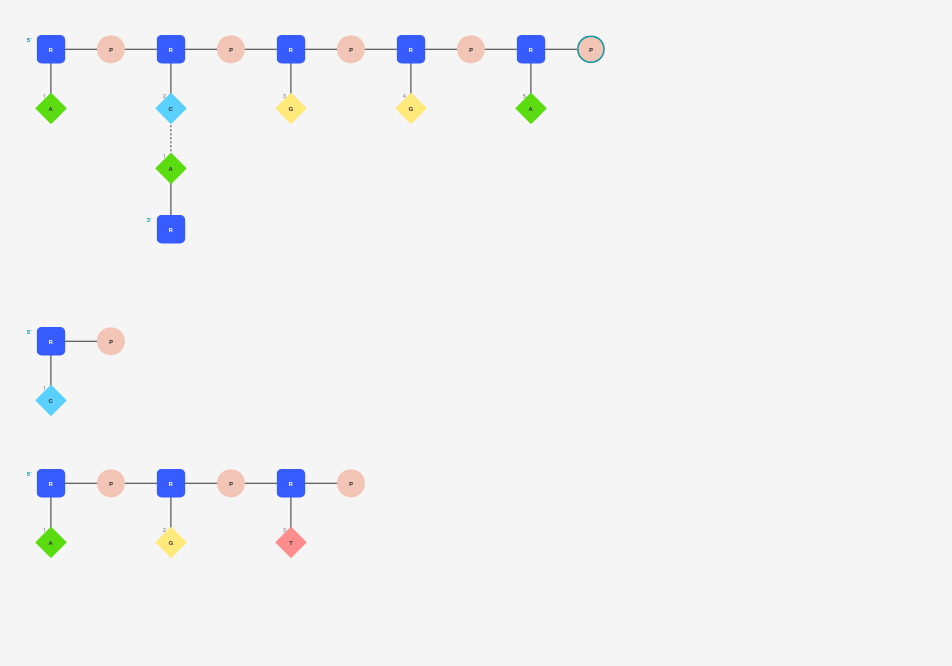 5'
R P R P R P R P R P
1 2 3 4 5
A C G G A
1
A
3'
R
5'
R P
1
C
5'
R P R P R P
1 2 3
A G T